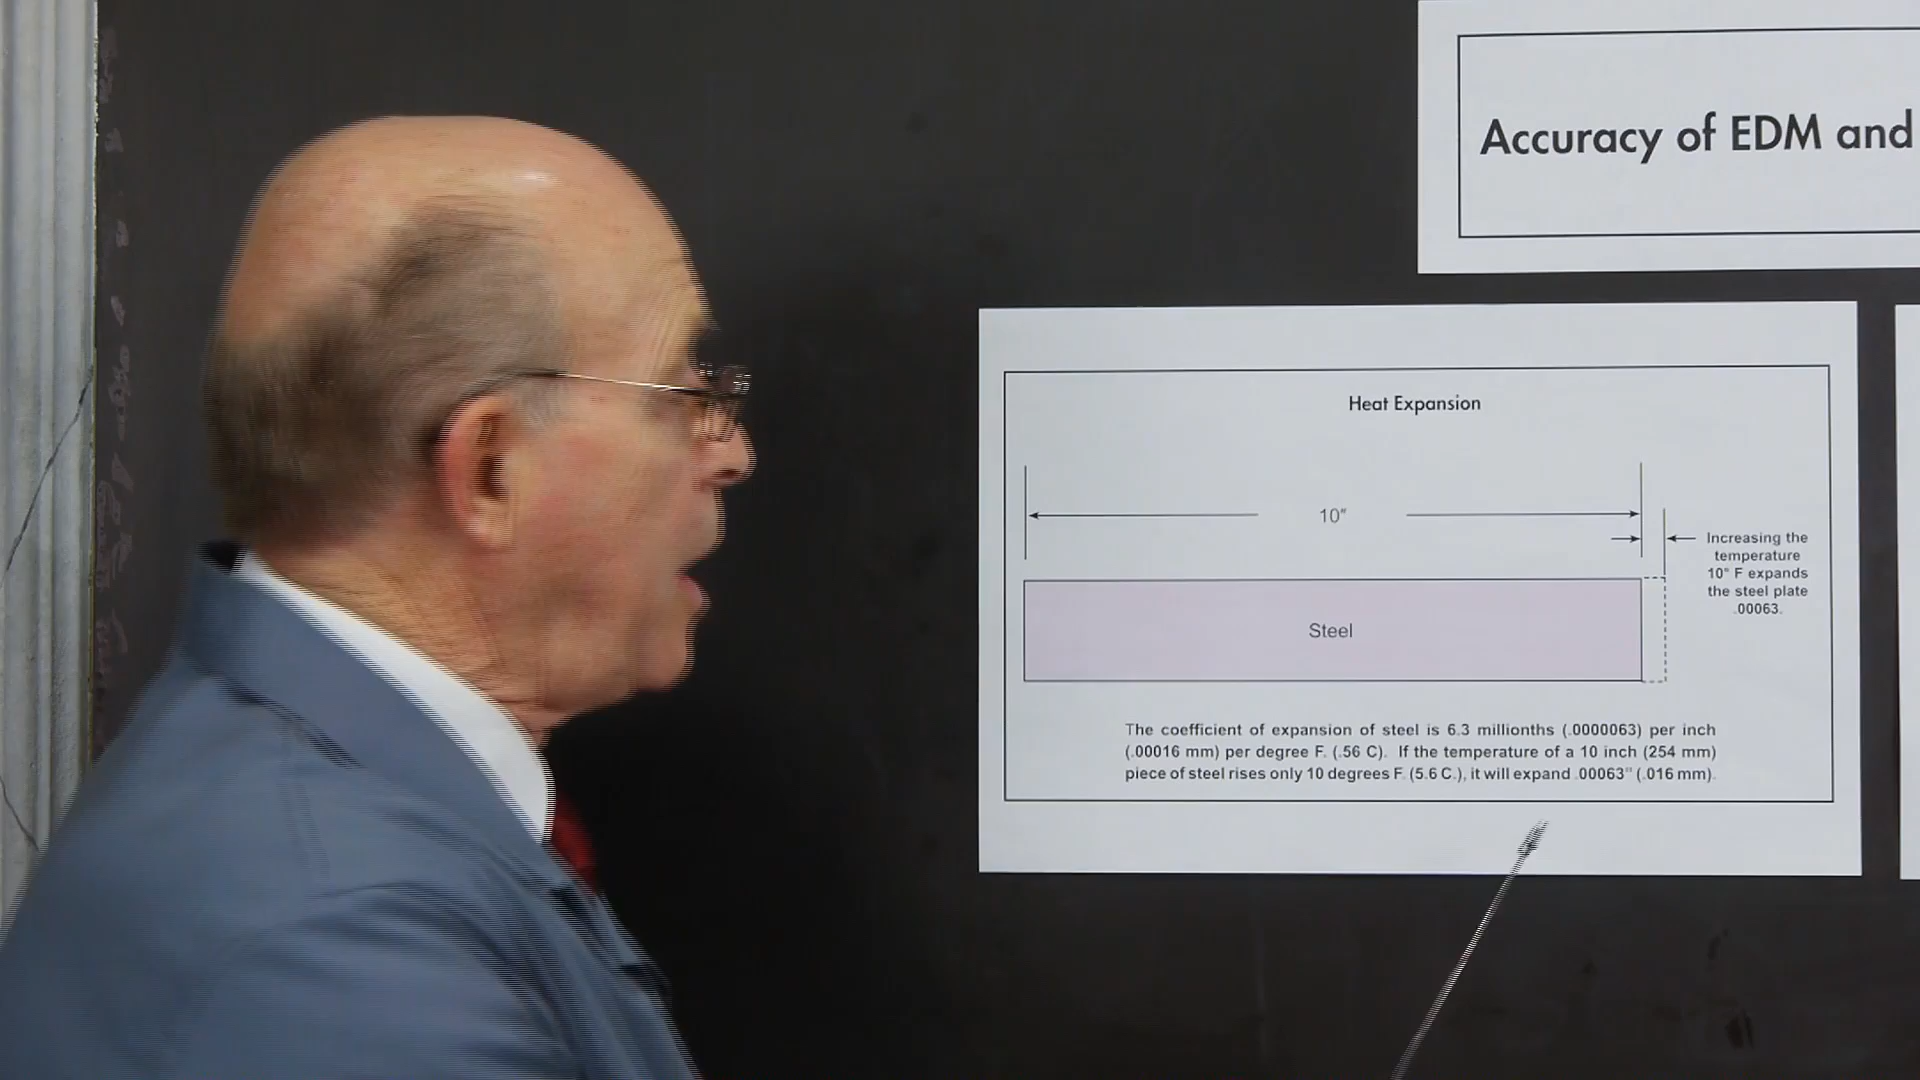 Accuracy of EDM and
Heat Expansion
10"
Increasing the
temperature
10° F expands
the steel plate
.00063.
Steel
The coefficient of expansion of steel is 6.3 millionths (.0000063) per inch
(.00016 mm) per degree F. (.56 C). If the temperature of a 10 inch (254 mm)
piece of steel rises only 10 degrees F. (5.6 C.), it will expand .00063" (.016 mm).